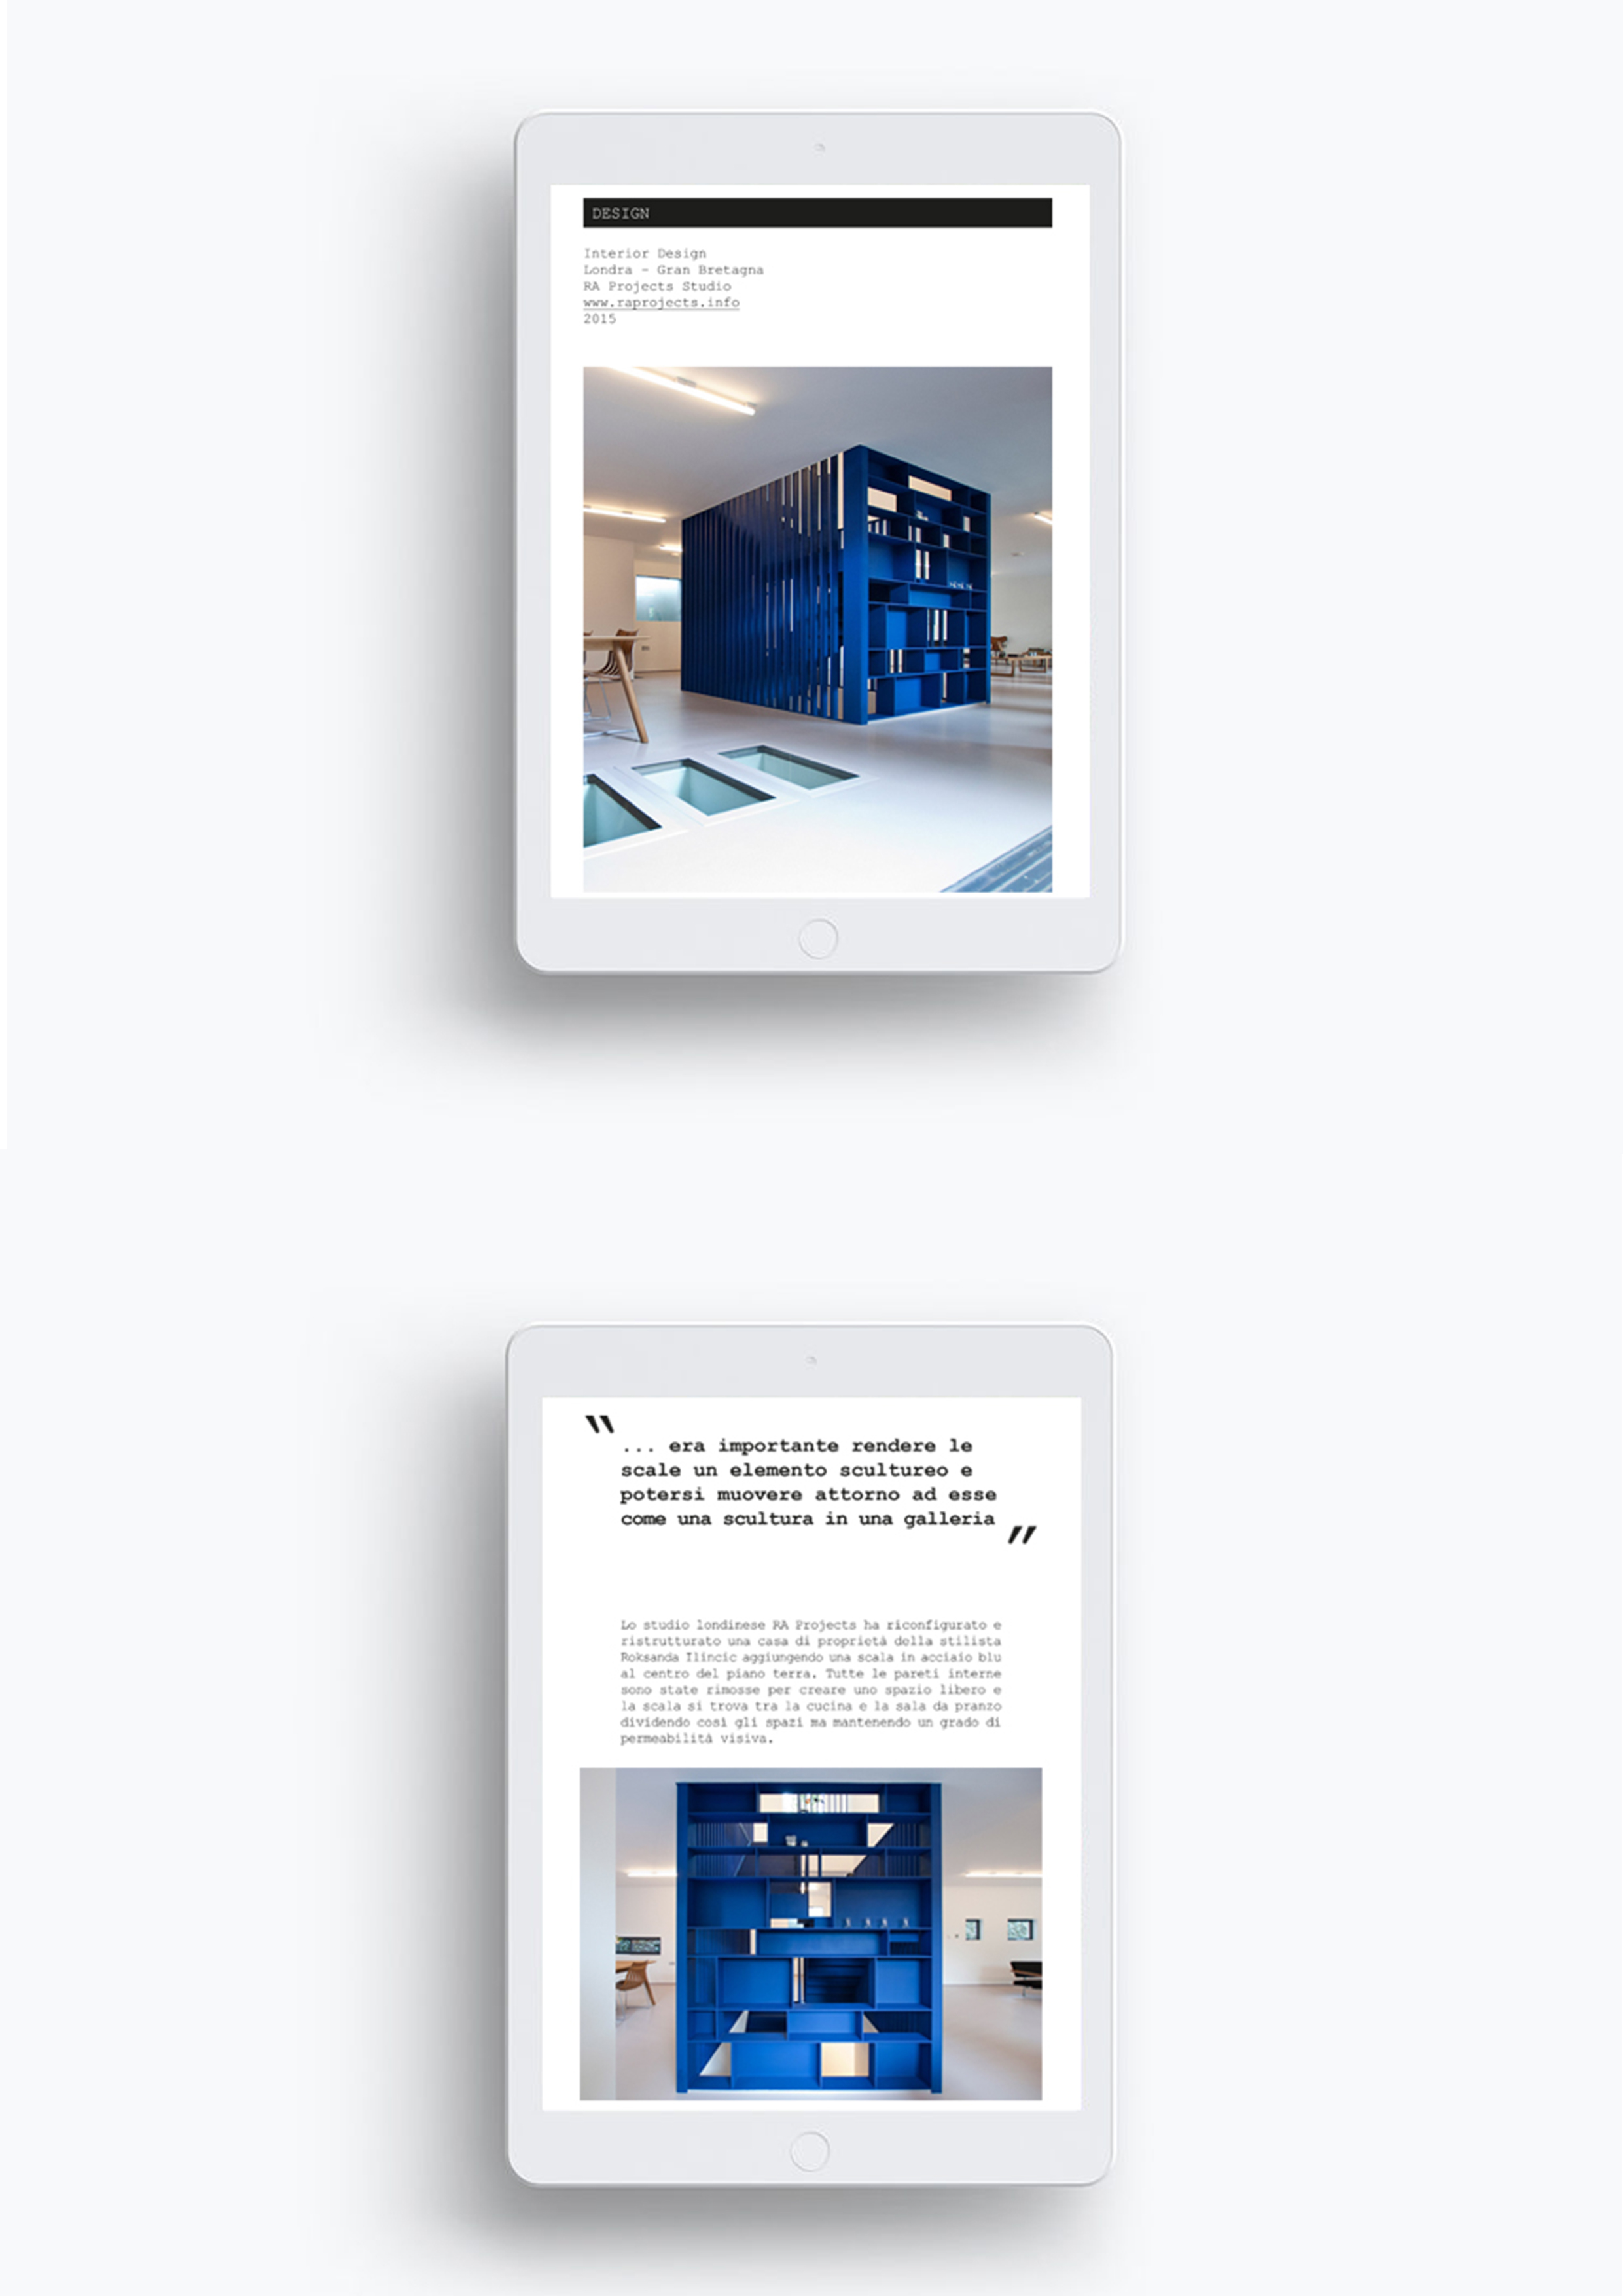 DESIGN
Interior Design
Londra - Gran Bretagna
RA Projects Studio
www.raprojects.info
2015
"
... era importante rendere le
scale un elemento scultureo e
potersi muovere attorno ad esse
come una scultura in una galleria
"
Lo studio londinese RA Projects ha riconfigurato e
ristrutturato una casa di proprietà della stilista
Roksanda Ilincic aggiungendo una scala in acciaio blu
al centro del piano terra. Tutte le pareti interne
sono state rimosse per creare uno spazio libero e
la scala si trova tra la cucina e la sala da pranzo
dividendo così gli spazi ma mantenendo un grado di
permeabilità visiva.